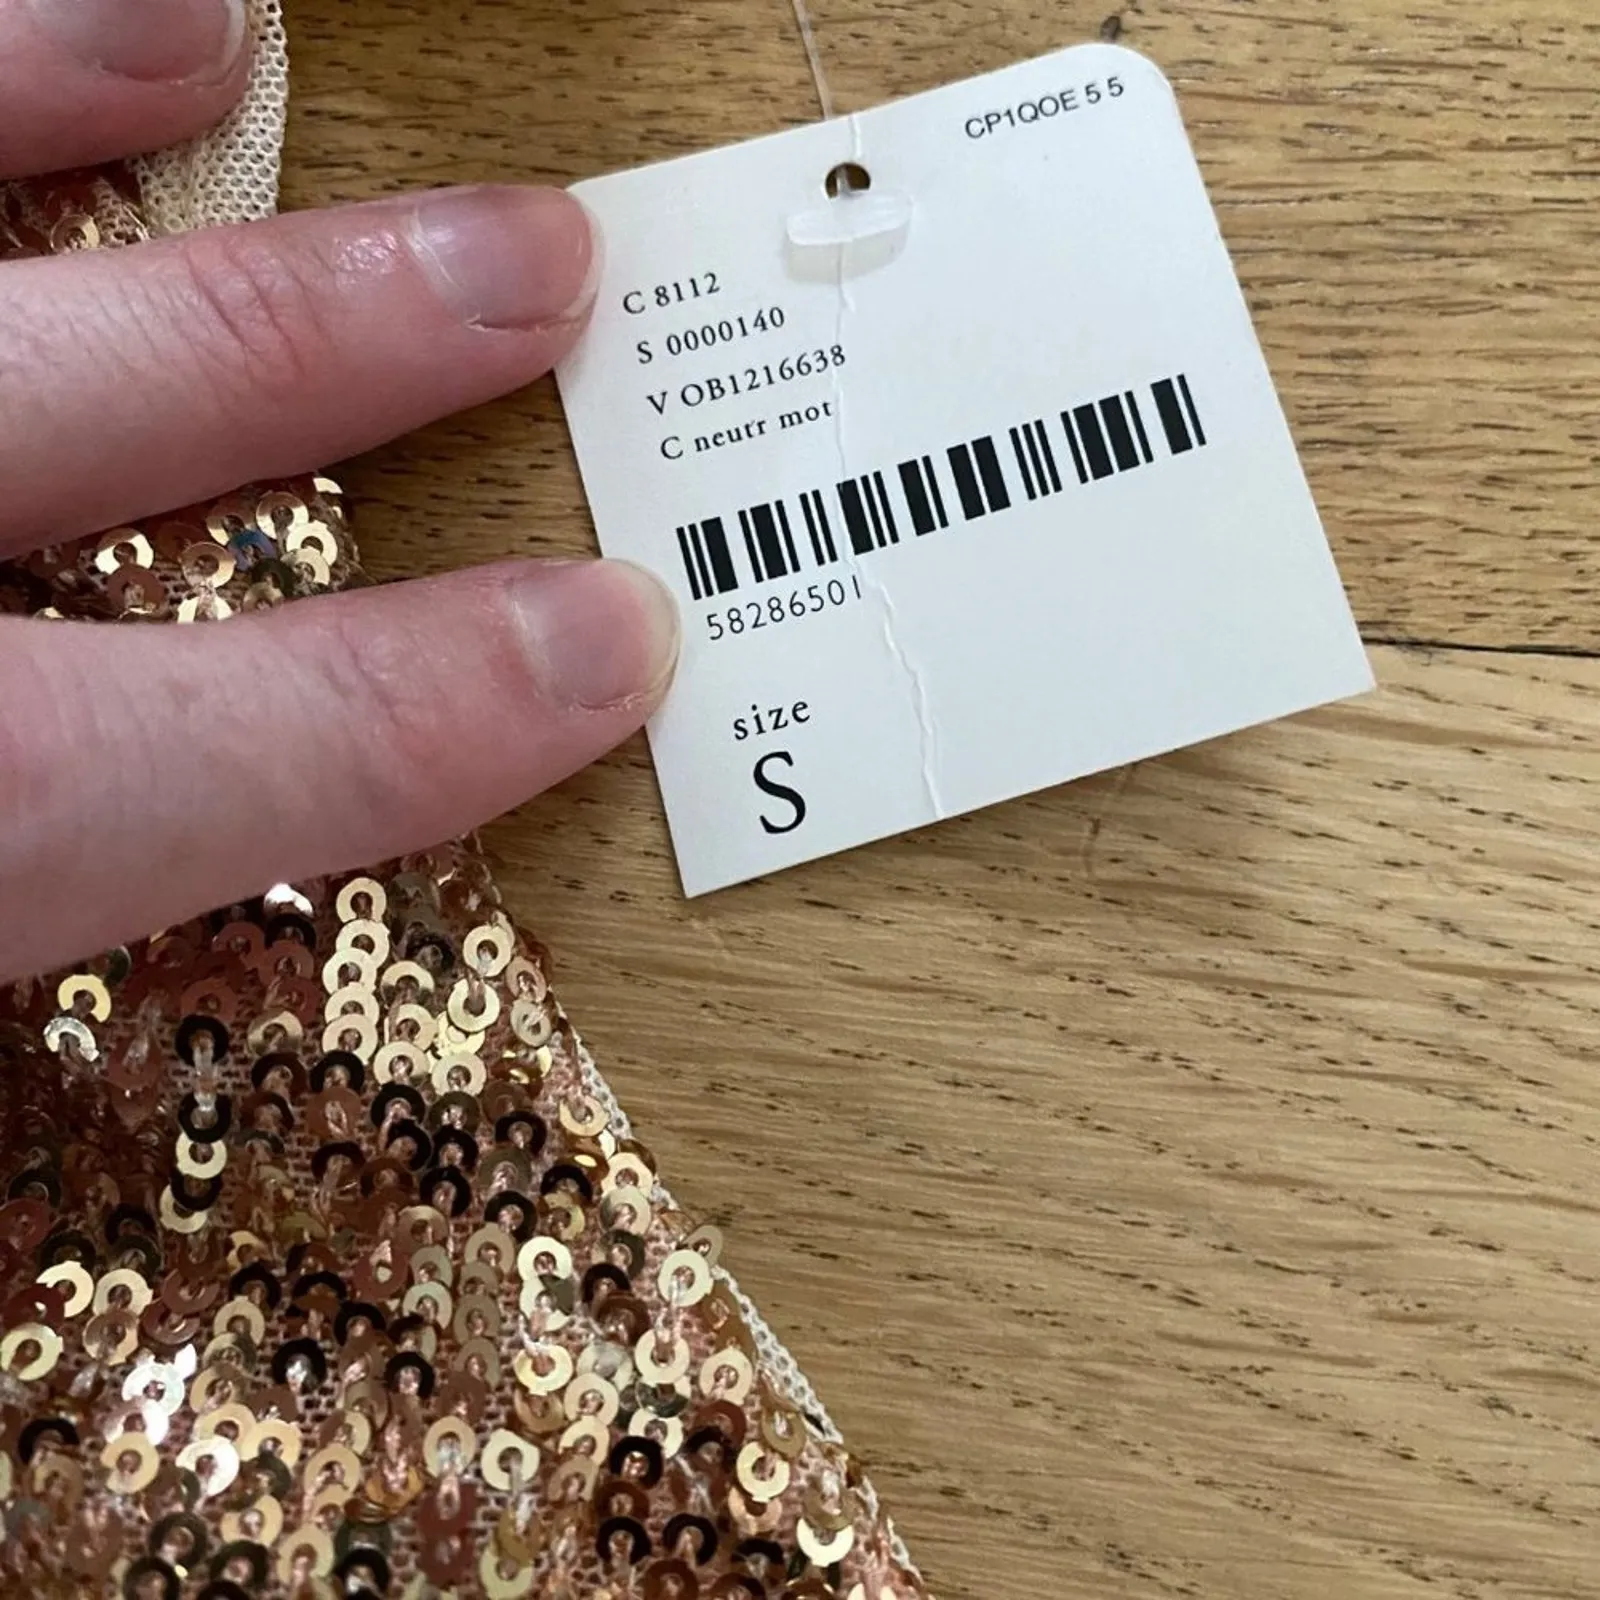 CP1QOE 5 5
C 8112
S 0000140
V OB1216638
C neutr mot
58286501
size
S